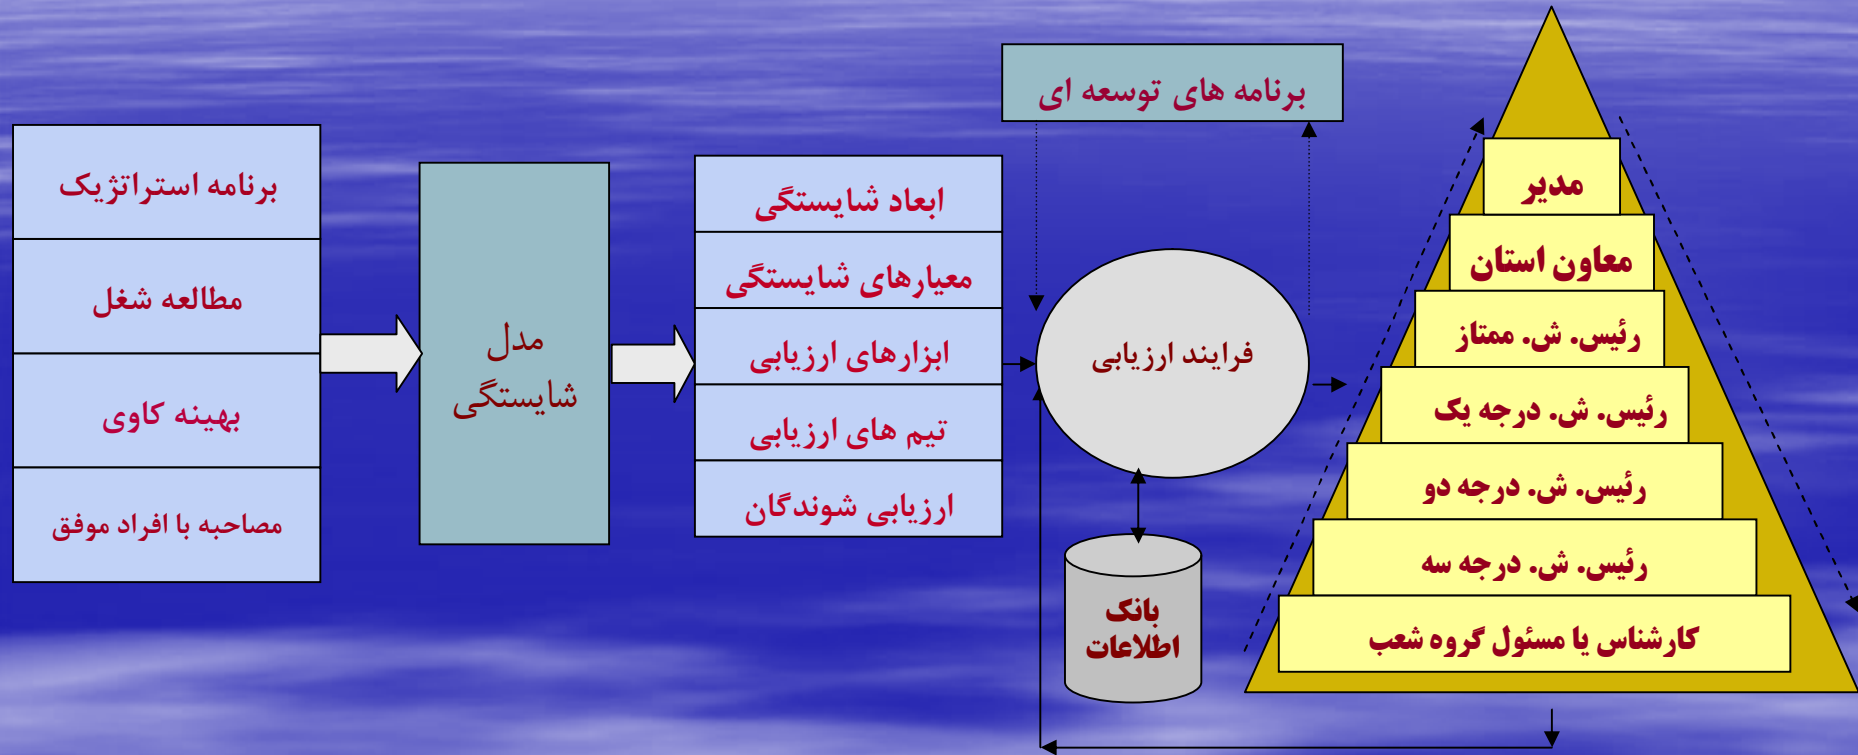 برنامه استراتژیک
مطالعه شغل
بهینه کاوی
مصاحبه با افراد موفق
مدل
شایستگی
ابعاد شایستگی
معیارهای شایستگی
ابزارهای ارزیابی
تیم های ارزیابی
ارزیابی شوندگان
برنامه های توسعه ای
فرایند ارزیابی
بانک
اطلاعات
مدیر
معاون استان
رئیس. ش. ممتاز
رئیس. ش. درجه یک
رئیس. ش. درجه دو
رئیس. ش. درجه سه
کارشناس یا مسئول گروه شعب